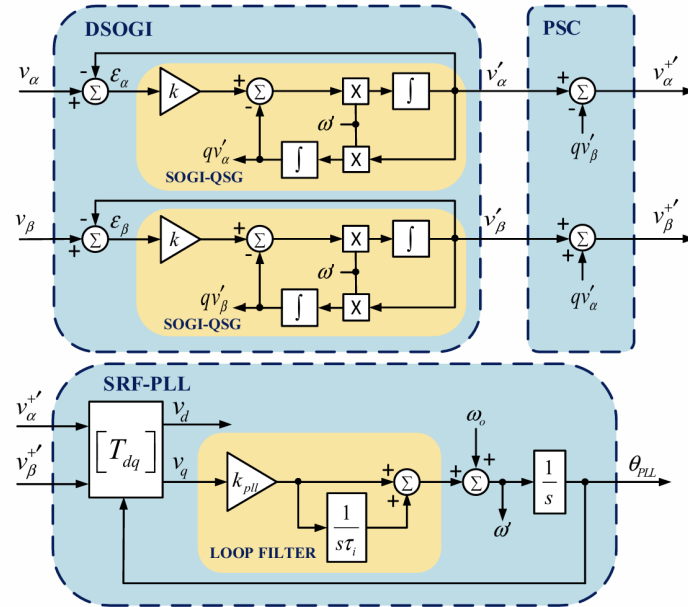 DSOGI
PSC
v_α
-
+
Σ
ε_α
k
+
-
Σ
X
∫
v′_α
+
-
Σ
v_α^{+′}
ω′
qv′_α
∫
X
qv′_β
SOGI-QSG
v_β
-
+
Σ
ε_β
k
+
-
Σ
X
∫
v′_β
+
+
Σ
v_β^{+′}
ω′
qv′_β
∫
X
qv′_α
SOGI-QSG
SRF-PLL
v_α^{+′}
v_d
[T_dq]
v_β^{+′}
v_q
k_pll
+
+
Σ
ω_o
+
+
Σ
1
s
θ_PLL
1
sτ_i
ω′
LOOP FILTER